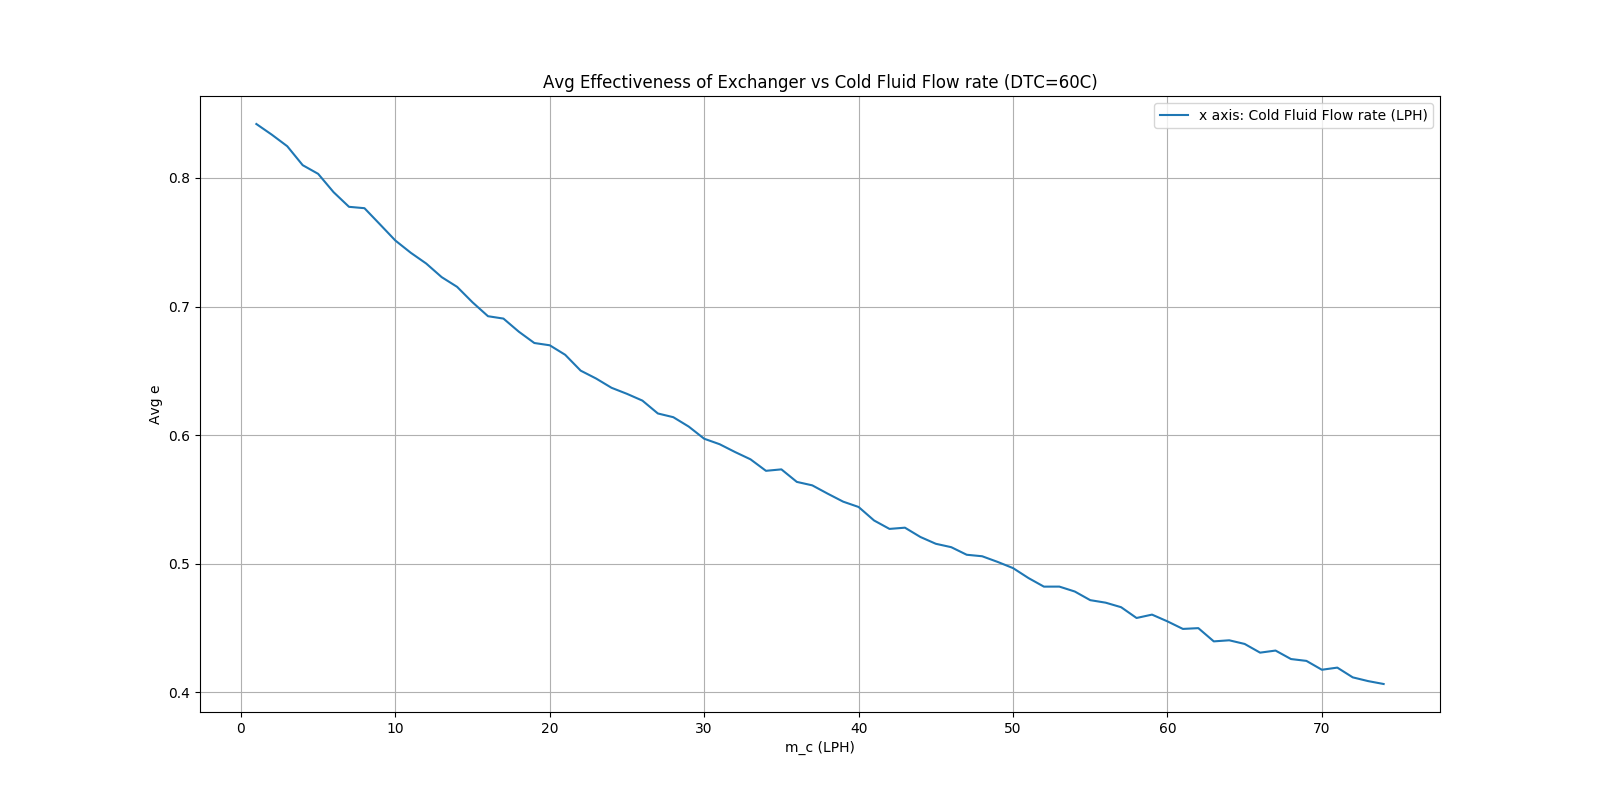 Avg Effectiveness of Exchanger vs Cold Fluid Flow rate (DTC=60C)
x axis: Cold Fluid Flow rate (LPH)
0.8
0.7
0.6
0.5
0.4
Avg e
0 10 20 30 40 50 60 70
m_c (LPH)